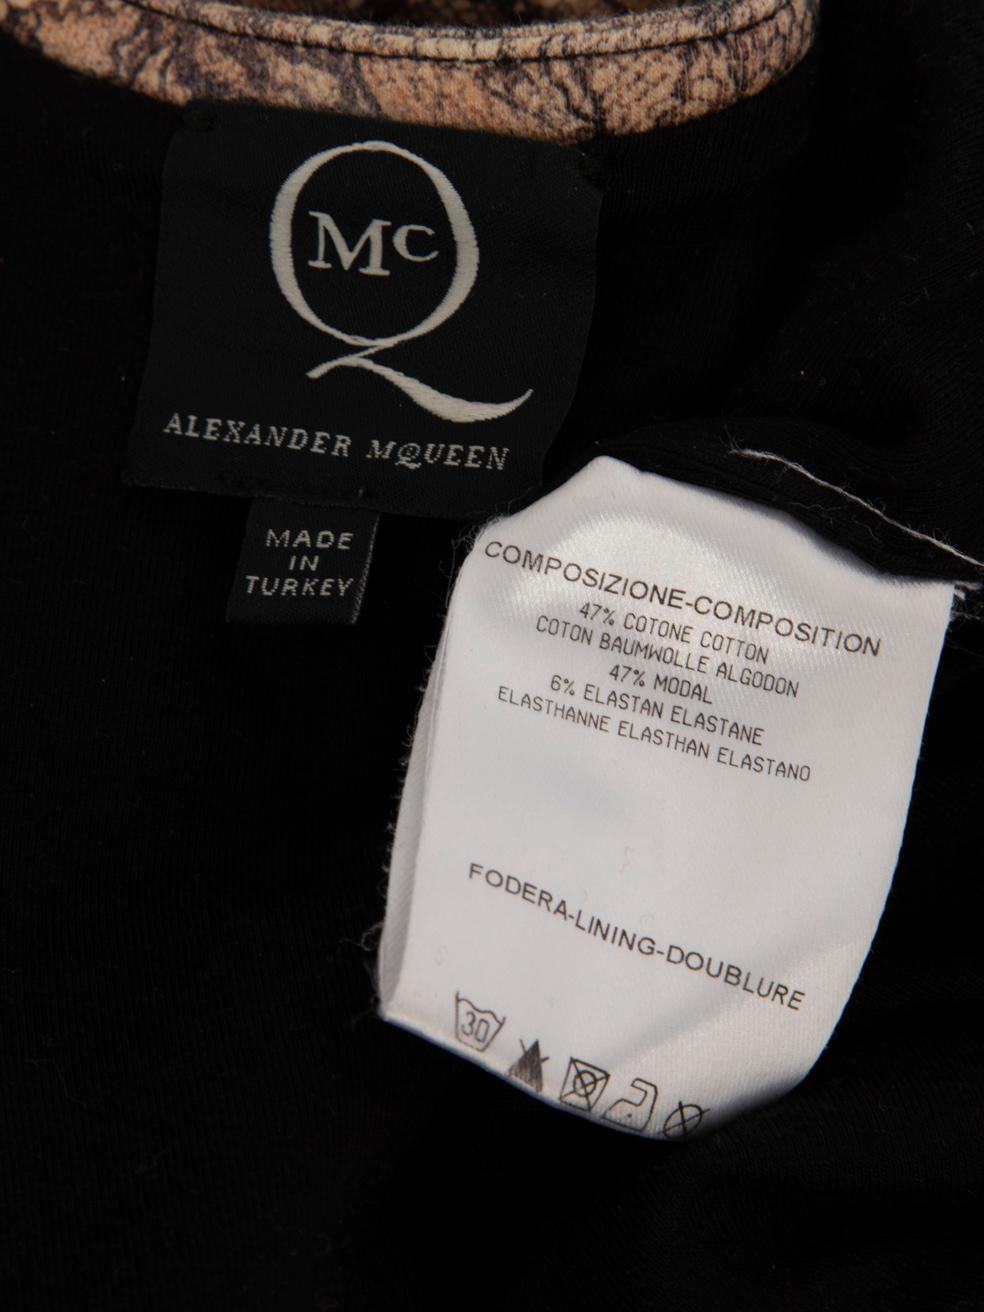 McQ
ALEXANDER MQUEEN
MADE
IN
TURKEY
COMPOSIZIONE-COMPOSITION
47% COTONE COTTON
COTON BAUMWOLLE ALGODON
47% MODAL
6% ELASTAN ELASTANE
ELASTHANNE ELASTHAN ELASTANO
FODERA-LINING-DOUBLURE
30